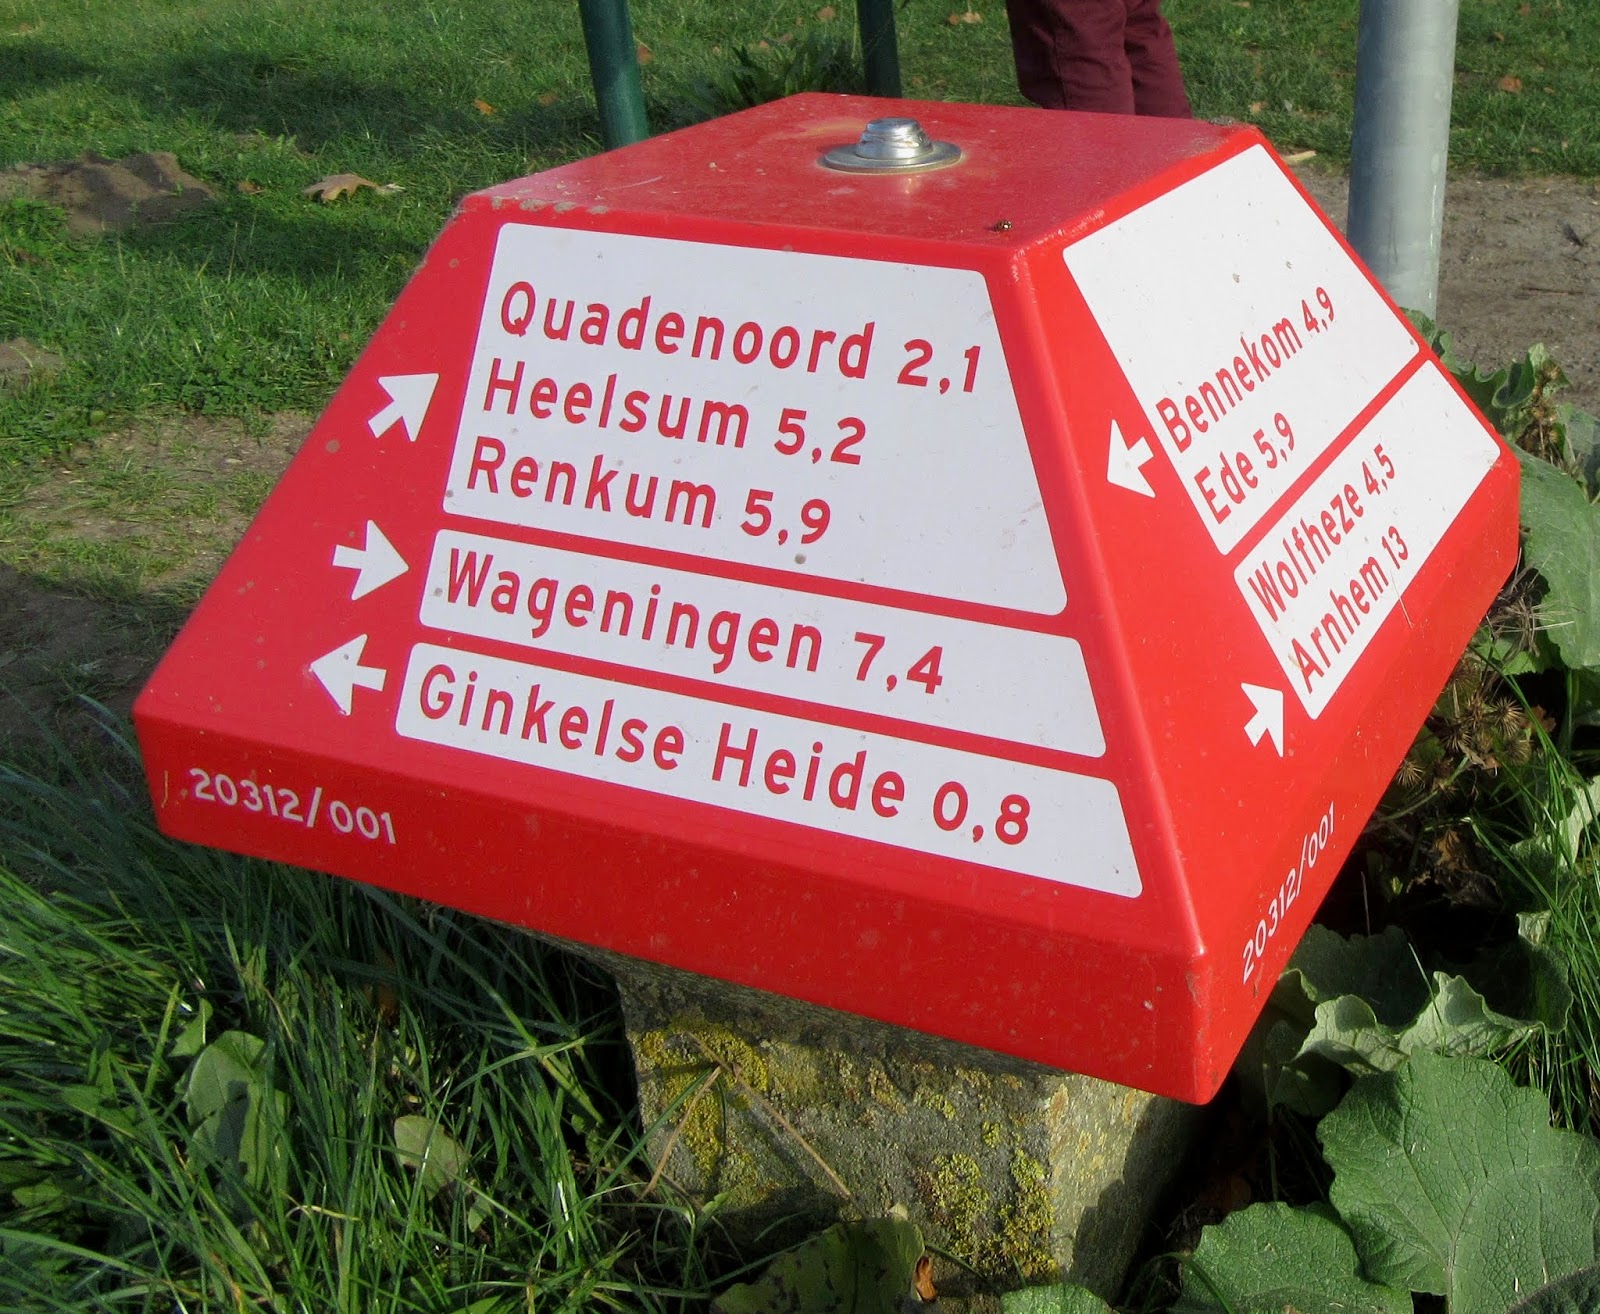 Quadenoord 2,1
Heelsum 5,2
Renkum 5,9
Wageningen 7,4
Ginkelse Heide 0,8
20312/001
Bennekom 4,9
Ede 5,9
Wolfheze 4,5
Arnhem 13
20312/001